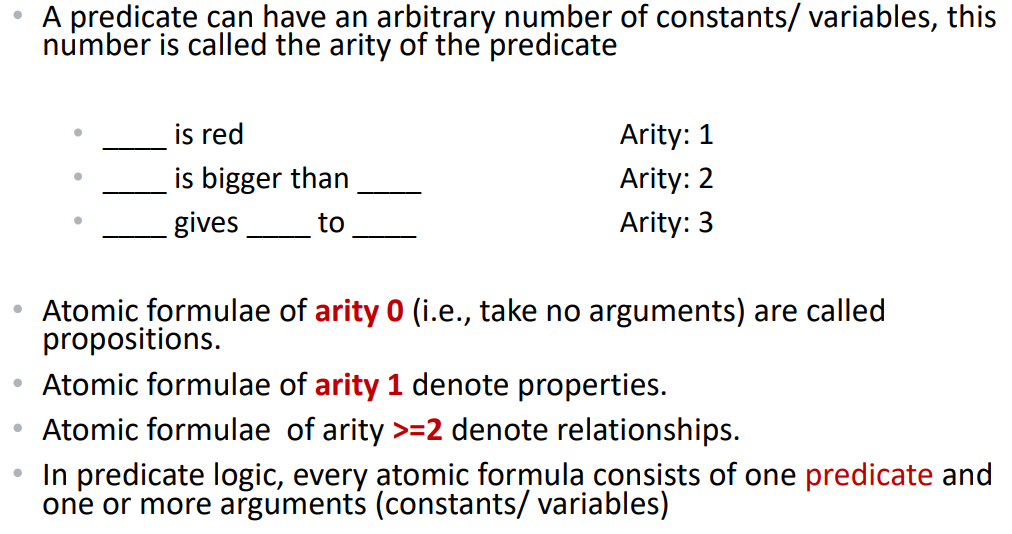 • A predicate can have an arbitrary number of constants/ variables, this
number is called the arity of the predicate
• ____ is red Arity: 1
• ____ is bigger than ____ Arity: 2
• ____ gives ____ to ____ Arity: 3
• Atomic formulae of arity 0 (i.e., take no arguments) are called
propositions.
• Atomic formulae of arity 1 denote properties.
• Atomic formulae of arity >=2 denote relationships.
• In predicate logic, every atomic formula consists of one predicate and
one or more arguments (constants/ variables)